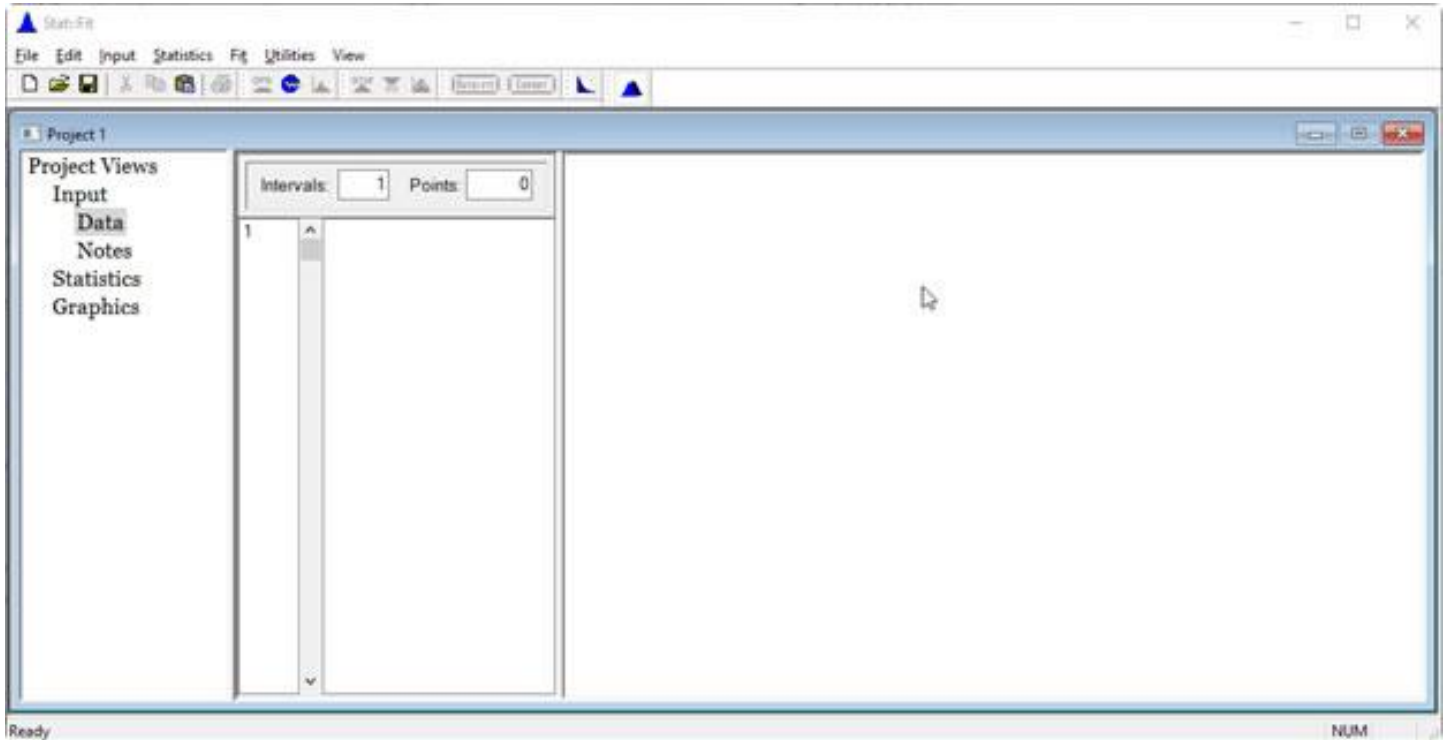 Stat::Fit
File Edit Input Statistics Fit Utilities View
Project 1
Project Views
Input
Data
Notes
Statistics
Graphics
Intervals: 1 Points: 0
1
Ready
NUM